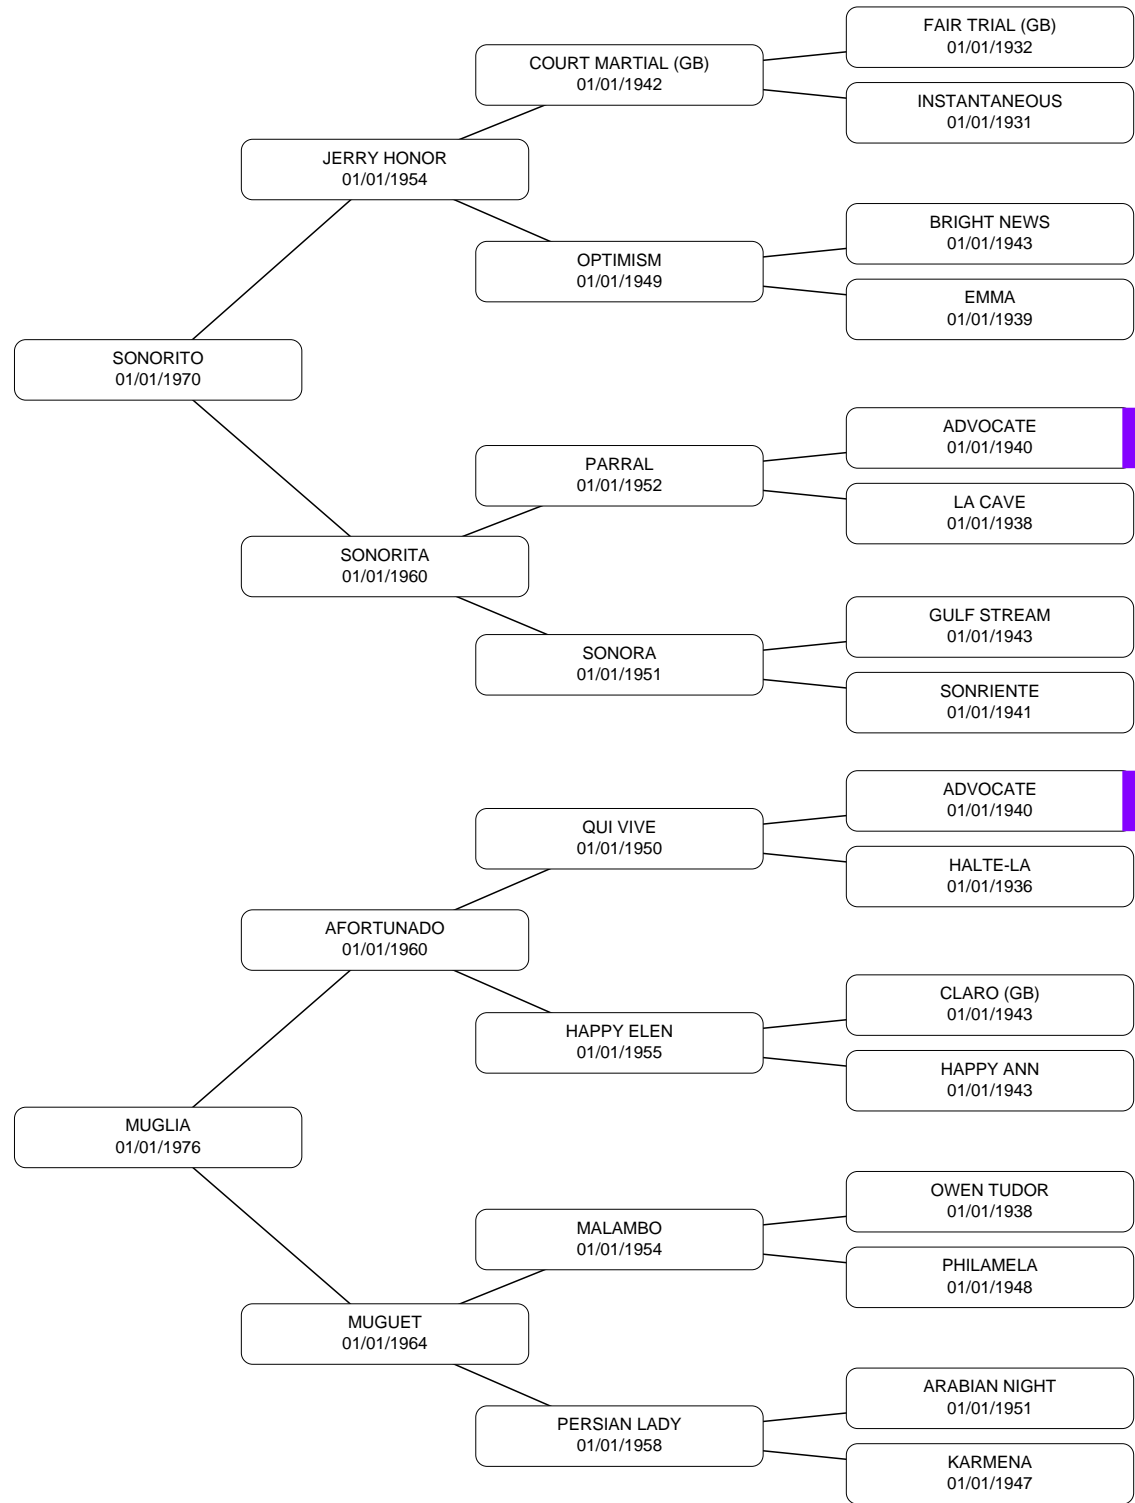 FAIR TRIAL (GB)
01/01/1932
COURT MARTIAL (GB)
01/01/1942
INSTANTANEOUS
01/01/1931
JERRY HONOR
01/01/1954
BRIGHT NEWS
01/01/1943
OPTIMISM
01/01/1949
EMMA
01/01/1939
SONORITO
01/01/1970
ADVOCATE
01/01/1940
PARRAL
01/01/1952
LA CAVE
01/01/1938
SONORITA
01/01/1960
GULF STREAM
01/01/1943
SONORA
01/01/1951
SONRIENTE
01/01/1941
ADVOCATE
01/01/1940
QUI VIVE
01/01/1950
HALTE-LA
01/01/1936
AFORTUNADO
01/01/1960
CLARO (GB)
01/01/1943
HAPPY ELEN
01/01/1955
HAPPY ANN
01/01/1943
MUGLIA
01/01/1976
OWEN TUDOR
01/01/1938
MALAMBO
01/01/1954
PHILAMELA
01/01/1948
MUGUET
01/01/1964
ARABIAN NIGHT
01/01/1951
PERSIAN LADY
01/01/1958
KARMENA
01/01/1947